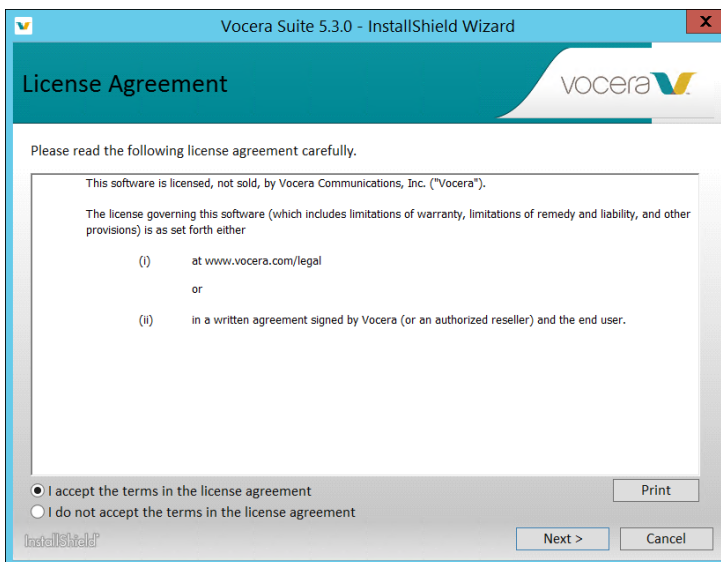 Vocera Suite 5.3.0 - InstallShield Wizard
x
License Agreement
vocera
Please read the following license agreement carefully.
This software is licensed, not sold, by Vocera Communications, Inc. ("Vocera").
The license governing this software (which includes limitations of warranty, limitations of remedy and liability, and other
provisions) is as set forth either
(i) at www.vocera.com/legal
or
(ii) in a written agreement signed by Vocera (or an authorized reseller) and the end user.
I accept the terms in the license agreement
Print
I do not accept the terms in the license agreement
InstallShield
Next > Cancel